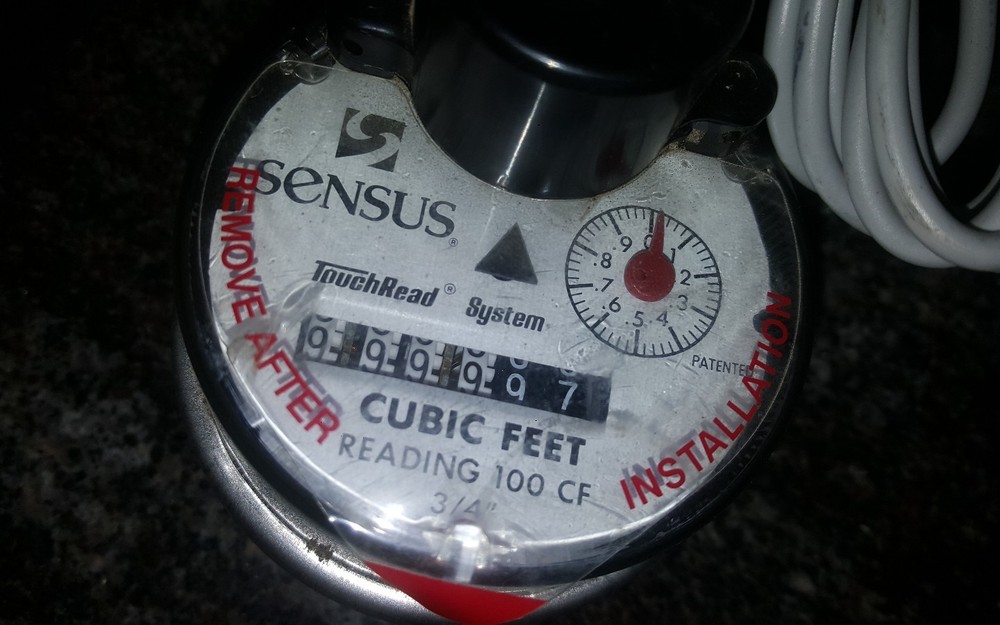 SENSUS®
TouchRead® System
.9 0 .1
.8 .2
.7 .3
.6 .5 .4
PATENTED
9 9 9 9 9 7
CUBIC FEET
READING 100 CF
3/4"
REMOVE AFTER INSTALLATION